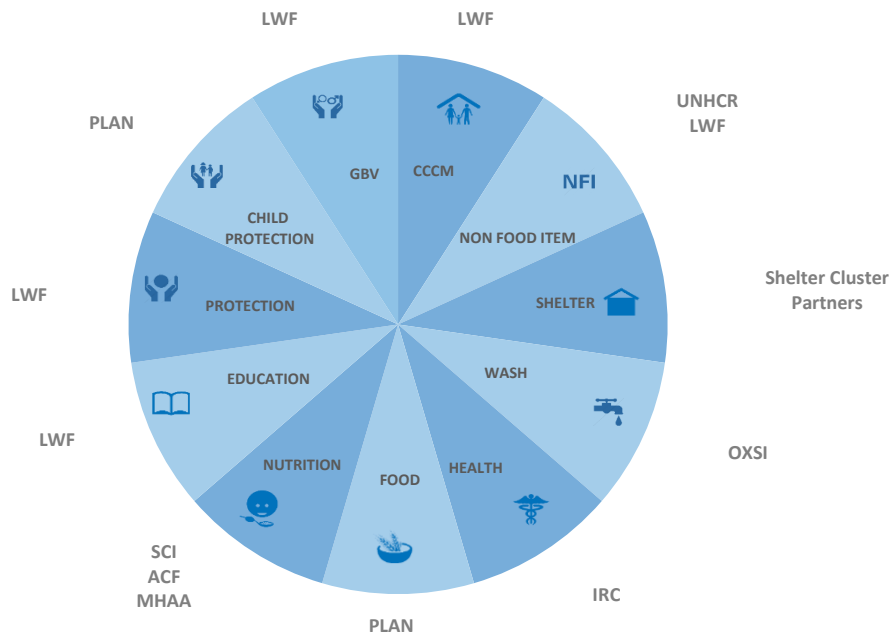 LWF
LWF
UNHCR
LWF
PLAN
GBV
CCCM
NFI
CHILD
PROTECTION
NON FOOD ITEM
LWF
PROTECTION
SHELTER
Shelter Cluster
Partners
EDUCATION
WASH
LWF
OXSI
NUTRITION
FOOD
HEALTH
SCI
ACF
MHAA
IRC
PLAN